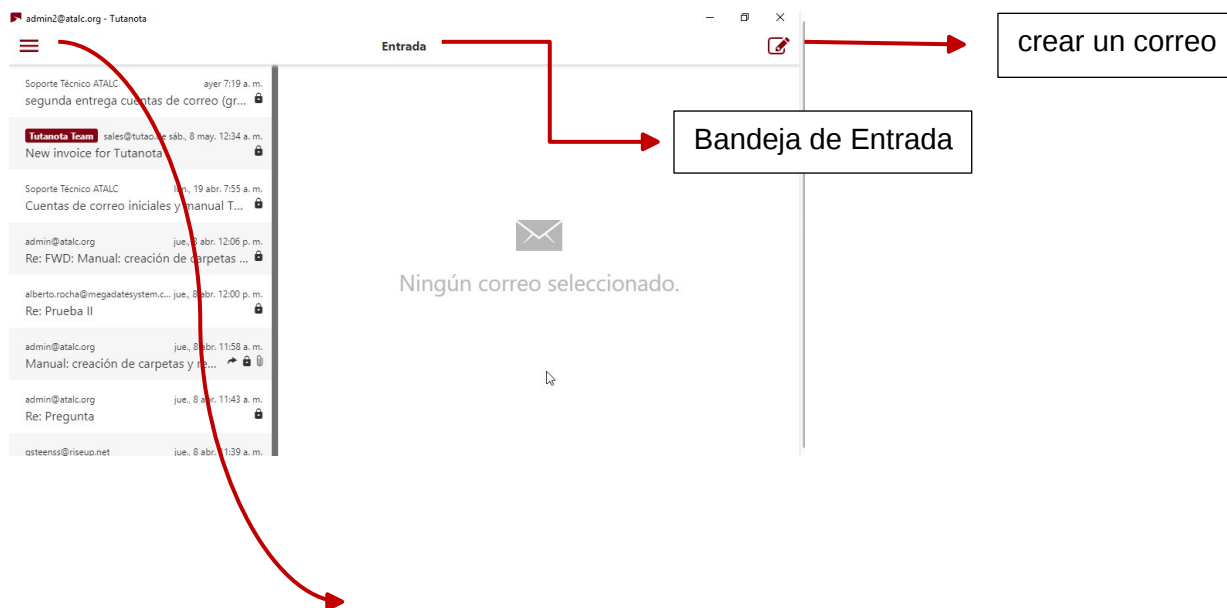 admin2@atalc.org - Tutanota
Entrada
crear un correo
Bandeja de Entrada
Soporte Técnico ATALC ayer 7:19 a. m.
segunda entrega cuentas de correo (gr...
Tutanota Team sales@tutao.de sáb., 8 may. 12:34 a. m.
New invoice for Tutanota
Soporte Técnico ATALC lun., 19 abr. 7:55 a. m.
Cuentas de correo iniciales y manual T...
admin@atalc.org jue., 8 abr. 12:06 p. m.
Re: FWD: Manual: creación de carpetas ...
alberto.rocha@megadatesystem.c... jue., 8 abr. 12:00 p. m.
Re: Prueba II
admin@atalc.org jue., 8 abr. 11:58 a. m.
Manual: creación de carpetas y re...
admin@atalc.org jue., 8 abr. 11:43 a. m.
Re: Pregunta
gsteenss@riseup.net jue., 8 abr. 11:39 a. m.
Ningún correo seleccionado.